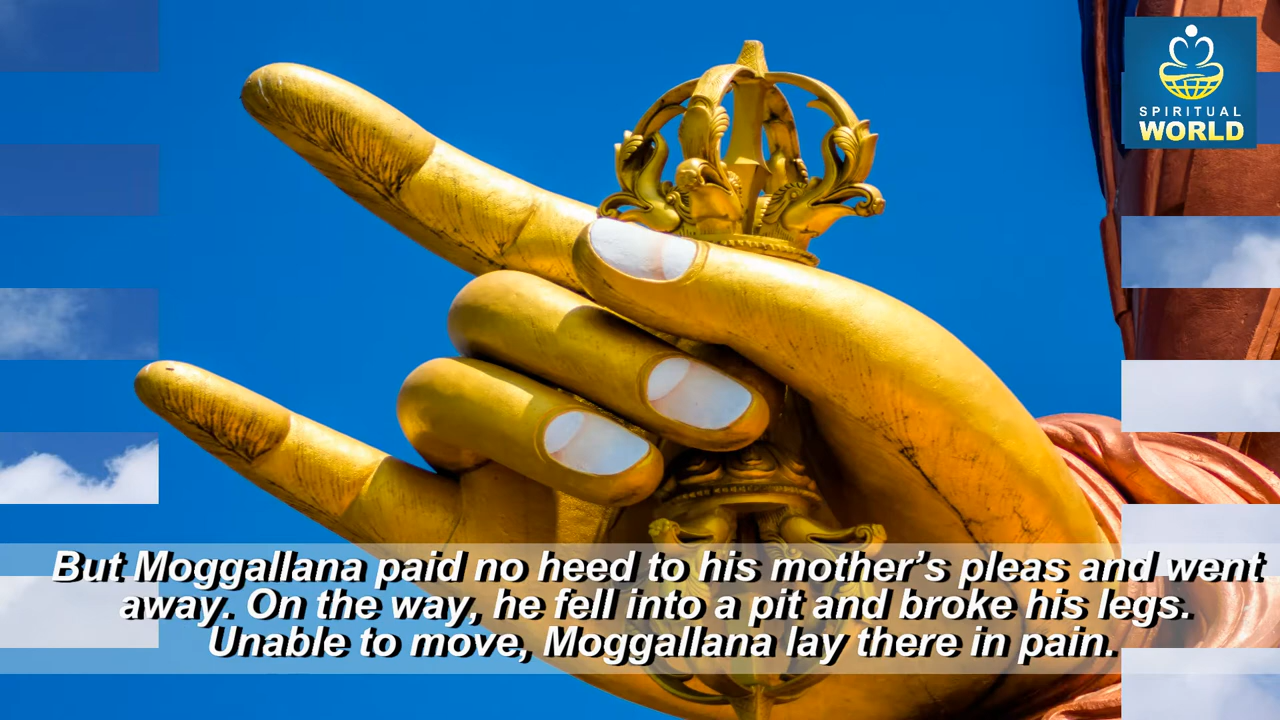 SPIRITUAL
WORLD
But Moggallana paid no heed to his mother’s pleas and went
away. On the way, he fell into a pit and broke his legs.
Unable to move, Moggallana lay there in pain.